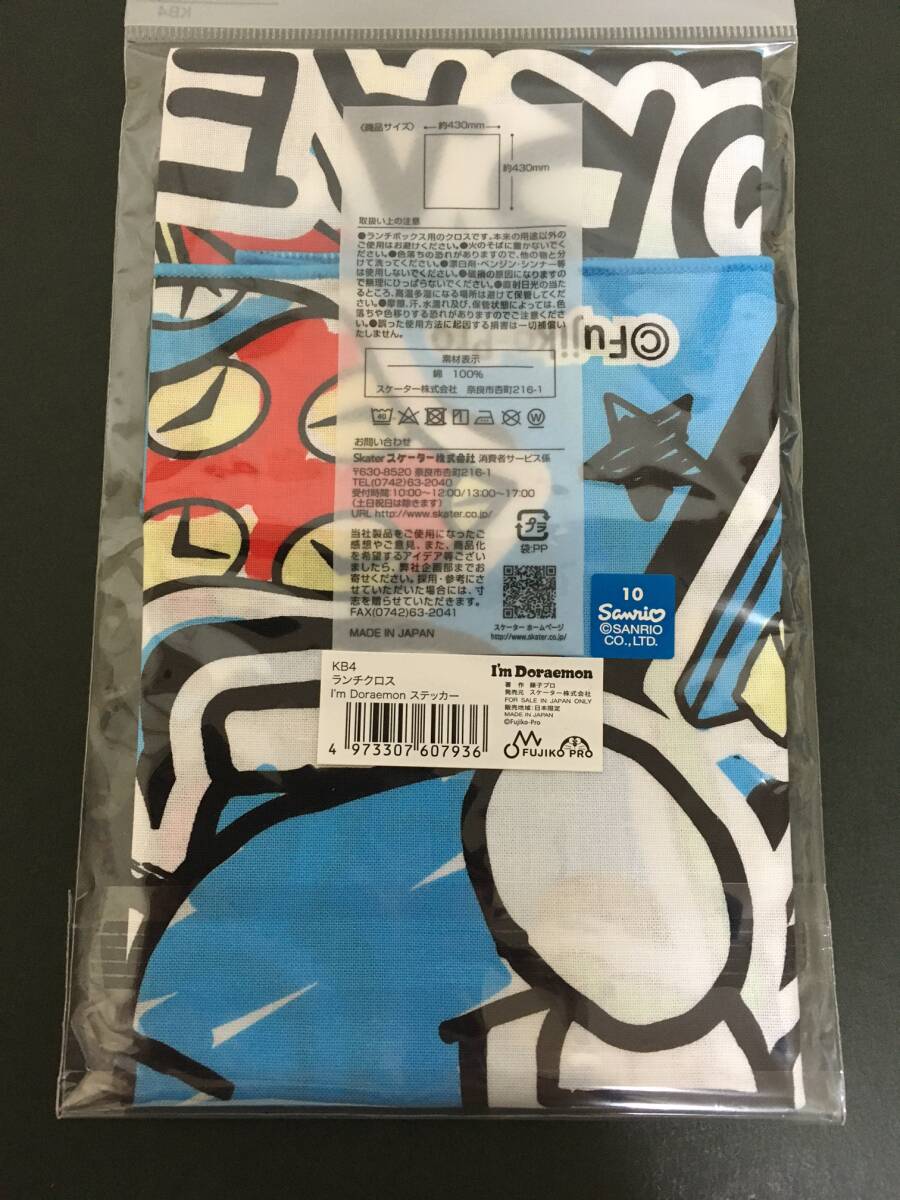 KB4
〈商品サイズ〉
約430mm
約430mm
取扱い上の注意
●ランチボックス用のクロスです。本来の用途以外の
ご使用はお避けください。●火のそばに置かないでく
ださい。●色落ちの恐れがありますので、他の物と分
けて洗ってください。●漂白剤・ベンジン・シンナー等
は使用しないでください。●破損の原因になりますの
で無理にひっぱらないでください。●直射日光の当た
るところ、高温多湿になる場所は避けて保管してくだ
さい。●摩擦、汗、水濡れ及び、保管状態によっては、色
落ちや色移りする恐れがありますのでご注意ください。
●誤った使用方法に起因する損害は一切補償い
たしません。
©Fujiko-Pro
素材表示
綿 100%
スケーター株式会社 奈良市杏町216-1
40
W
お問い合わせ
Skater スケーター株式会社 消費者サービス係
〒630-8520 奈良市杏町216-1
TEL(0742)63-2040
受付時間 10:00〜12:00/13:00〜17:00
(土日祝日は除きます)
URL http://www.skater.co.jp/
プラ
袋:PP
当社製品をご使用になったご
感想やご意見、また、商品化
を希望するアイデア等ござい
ましたら、弊社企画部までお
寄せください。採用・参考にさ
せていただいた場合には、寸
志を贈らせていただきます。
FAX(0742)63-2041
MADE IN JAPAN
スケーター ホームページ
http://www.skater.co.jp/
10
Sanrio
©SANRIO
CO., LTD.
KB4
ランチクロス
I'm Doraemon ステッカー
4 973307 607936
I'm Doraemon
著 作 藤子プロ
発売元 スケーター株式会社
FOR SALE IN JAPAN ONLY
販売地域:日本限定
MADE IN JAPAN
©Fujiko-Pro
FUJIKO PRO